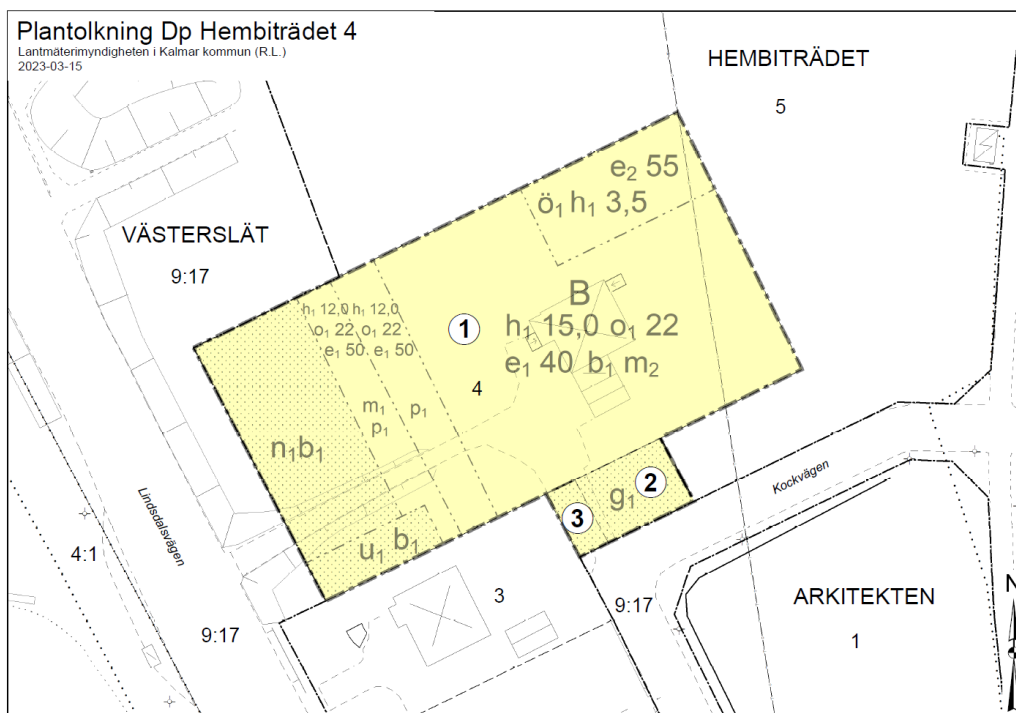 Plantolkning Dp Hembiträdet 4
Lantmäterimyndigheten i Kalmar kommun (R.L.)
2023-03-15
HEMBITRÄDET
5
e₂ 55
ö₁ h₁ 3,5
VÄSTERSLÄT
9:17
B
h₁ 12,0 h₁ 12,0
o₁ 22 o₁ 22
e₁ 50 e₁ 50
1
h₁ 15,0 o₁ 22
e₁ 40 b₁ m₂
4
m₁ p₁
p₁
n₁b₁
Lindsdalsvägen
g₁
2
3
Kockvägen
u₁ b₁
4:1
3
9:17
9:17
ARKITEKTEN
1
N